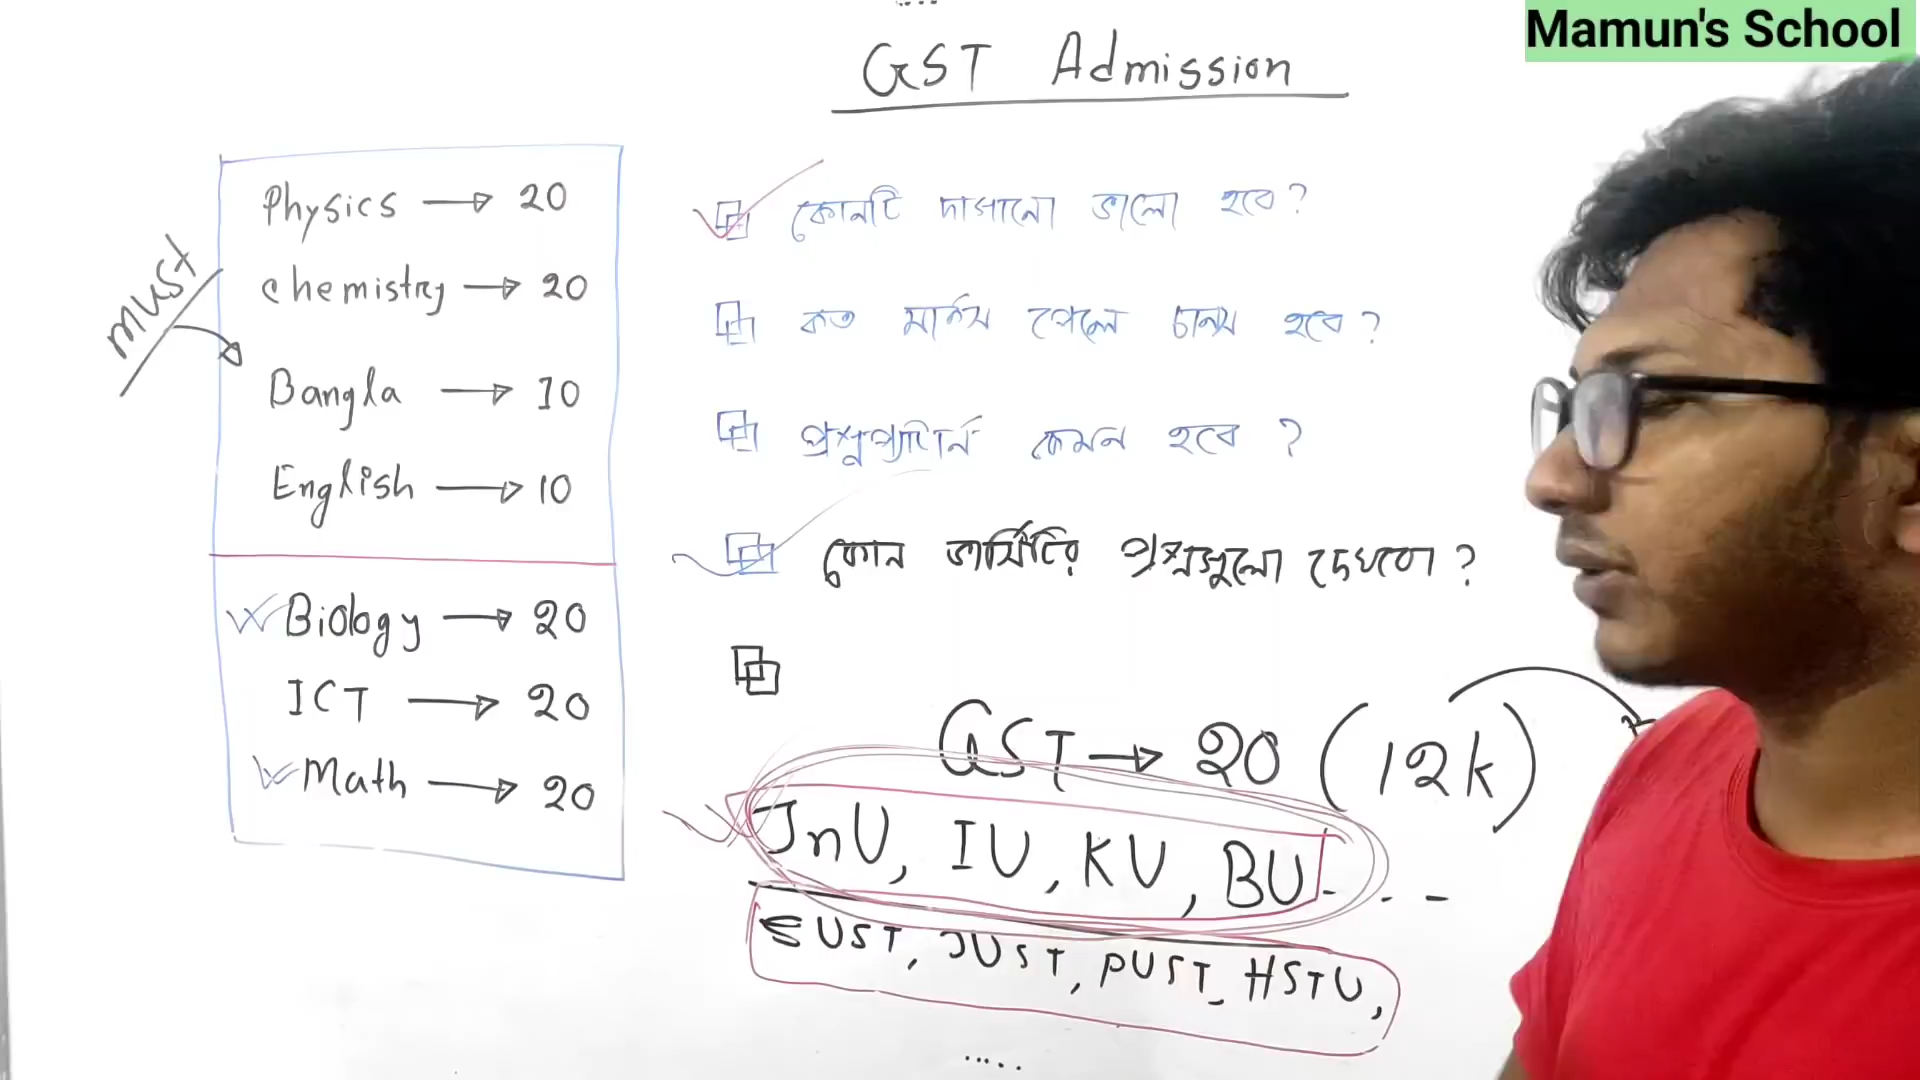 Mamun's School
GST Admission
must
Physics → 20
chemistry → 20
Bangla → 10
English → 10
Biology → 20
ICT → 20
Math → 20
কোনটি দাগানো ভালো হবে?
কত মার্কস পেলে চান্স হবে?
প্রশ্নপ্যাটার্ন কেমন হবে ?
কোন ভার্সিটির প্রশ্নগুলো দেখবো ?
GST → 20 (12k)
JnU, IU, KU, BU - . - -
SUST, JUST, PUST, HSTU,
.....